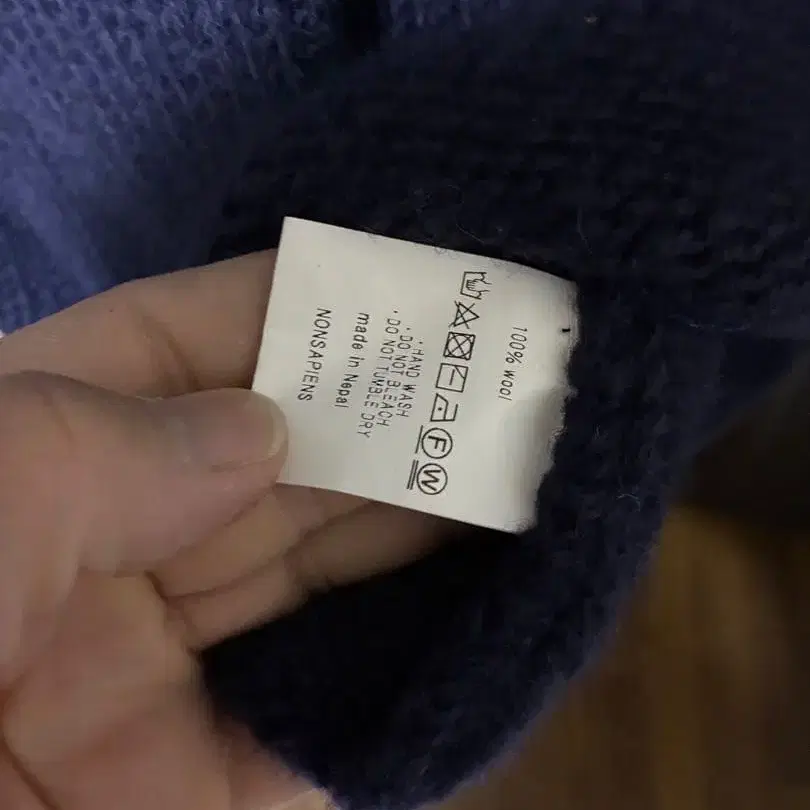 100% wool
F W
· HAND WASH
· DO NOT BLEACH
· DO NOT TUMBLE DRY
made in Nepal
NONSAPIENS